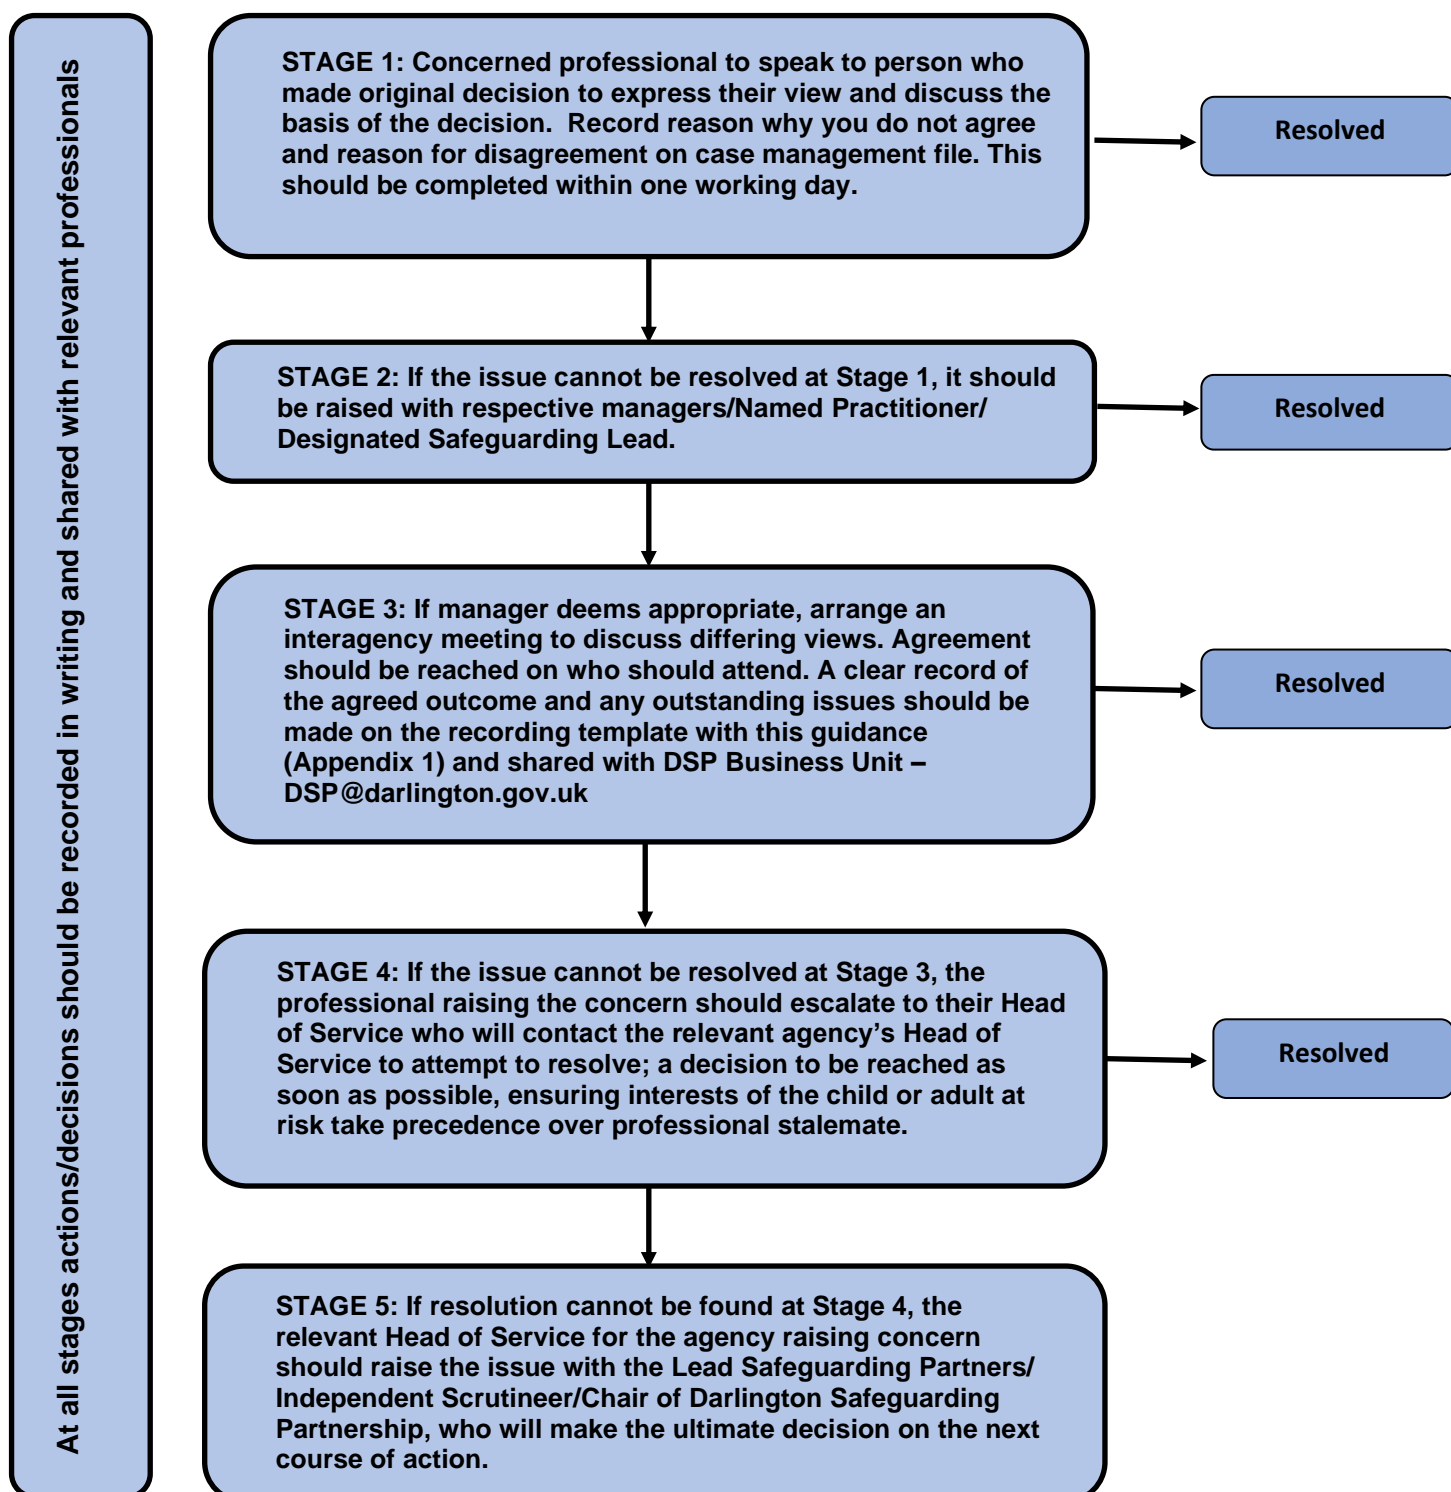 At all stages actions/decisions should be recorded in writing and shared with relevant professionals
STAGE 1: Concerned professional to speak to person who
made original decision to express their view and discuss the
basis of the decision.  Record reason why you do not agree
and reason for disagreement on case management file. This
should be completed within one working day.
Resolved
STAGE 2: If the issue cannot be resolved at Stage 1, it should
be raised with respective managers/Named Practitioner/
Designated Safeguarding Lead.
Resolved
STAGE 3: If manager deems appropriate, arrange an
interagency meeting to discuss differing views. Agreement
should be reached on who should attend. A clear record of
the agreed outcome and any outstanding issues should be
made on the recording template with this guidance
(Appendix 1) and shared with DSP Business Unit –
DSP@darlington.gov.uk
Resolved
STAGE 4: If the issue cannot be resolved at Stage 3, the
professional raising the concern should escalate to their Head
of Service who will contact the relevant agency’s Head of
Service to attempt to resolve; a decision to be reached as
soon as possible, ensuring interests of the child or adult at
risk take precedence over professional stalemate.
Resolved
STAGE 5: If resolution cannot be found at Stage 4, the
relevant Head of Service for the agency raising concern
should raise the issue with the Lead Safeguarding Partners/
Independent Scrutineer/Chair of Darlington Safeguarding
Partnership, who will make the ultimate decision on the next
course of action.